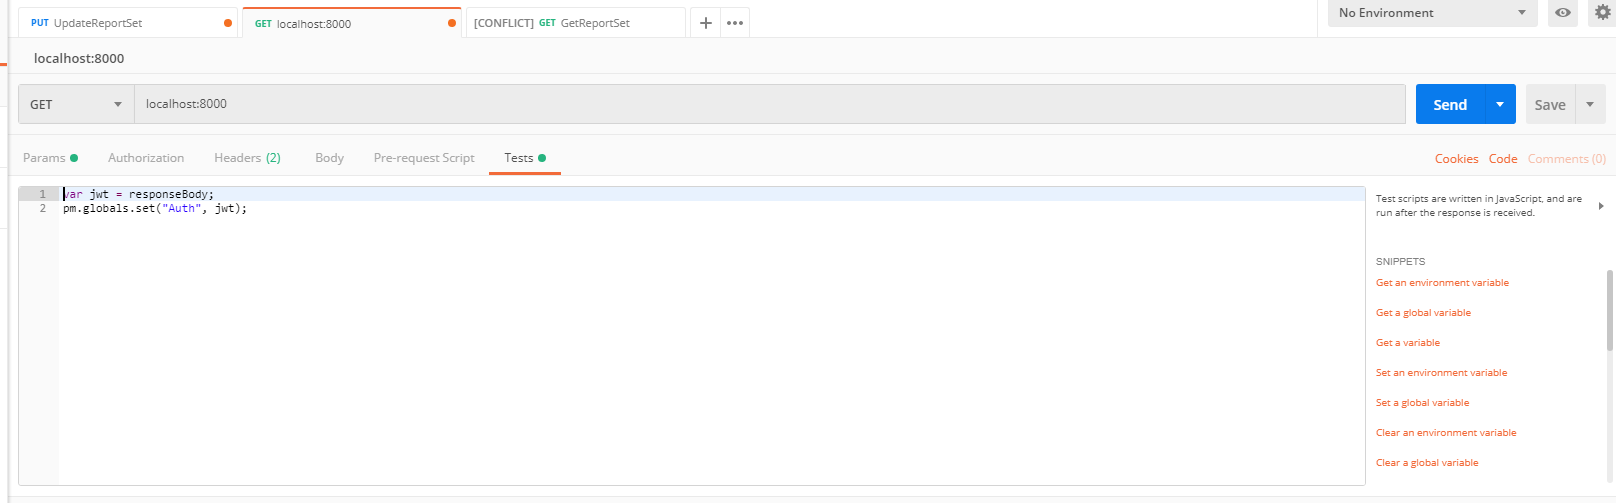 PUT UpdateReportSet
GET localhost:8000
[CONFLICT] GET GetReportSet
No Environment
localhost:8000
GET
localhost:8000
Send
Save
Params
Authorization
Headers (2)
Body
Pre-request Script
Tests
Cookies
Code
Comments (0)
1 var jwt = responseBody;
2 pm.globals.set("Auth", jwt);
Test scripts are written in JavaScript, and are
run after the response is received.
SNIPPETS
Get an environment variable
Get a global variable
Get a variable
Set an environment variable
Set a global variable
Clear an environment variable
Clear a global variable